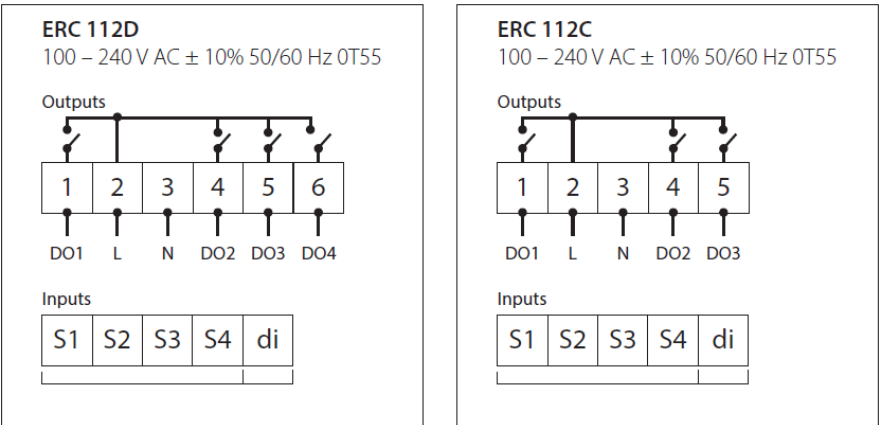 ERC 112D
100 – 240 V AC ± 10% 50/60 Hz 0T55
Outputs
1 2 3 4 5 6
DO1 L N DO2 DO3 DO4
Inputs
S1 S2 S3 S4 di
ERC 112C
100 – 240 V AC ± 10% 50/60 Hz 0T55
Outputs
1 2 3 4 5
DO1 L N DO2 DO3
Inputs
S1 S2 S3 S4 di